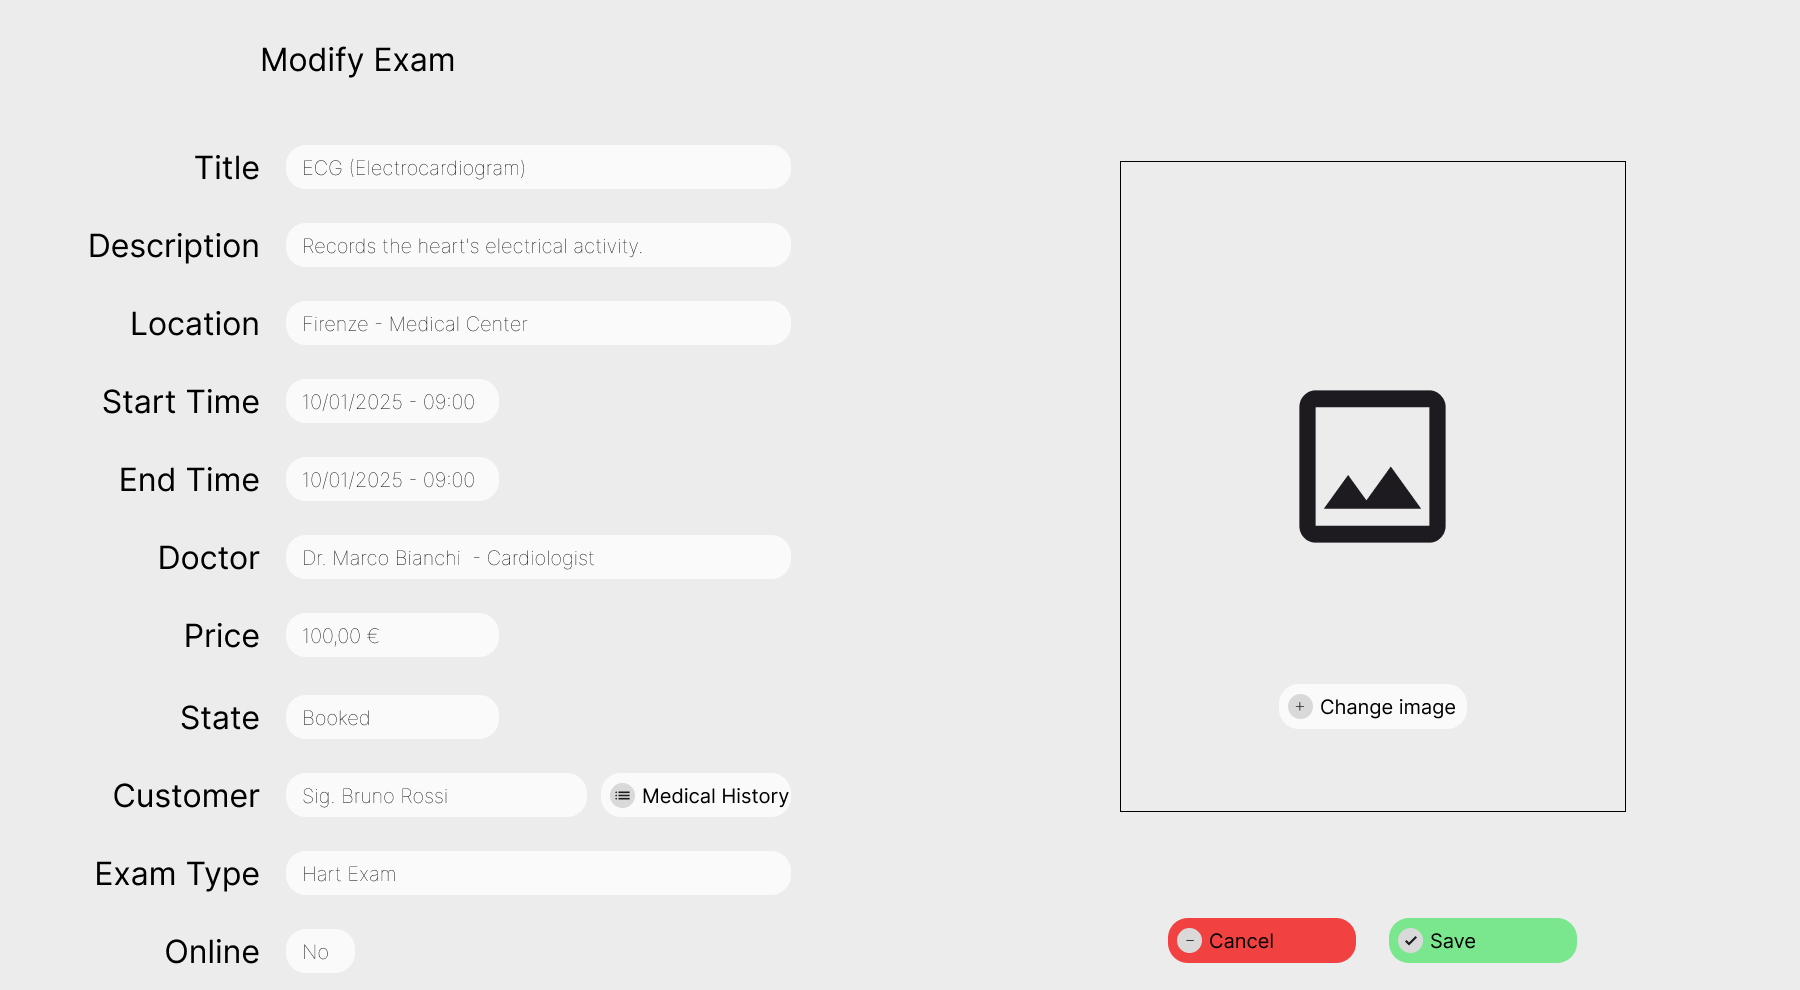 Modify Exam
Title ECG (Electrocardiogram)
Description Records the heart's electrical activity.
Location Firenze - Medical Center
Start Time 10/01/2025 - 09:00
End Time 10/01/2025 - 09:00
Doctor Dr. Marco Bianchi  - Cardiologist
Price 100,00 €
State Booked
Customer Sig. Bruno Rossi Medical History
Exam Type Hart Exam
Online No
Change image
Cancel Save